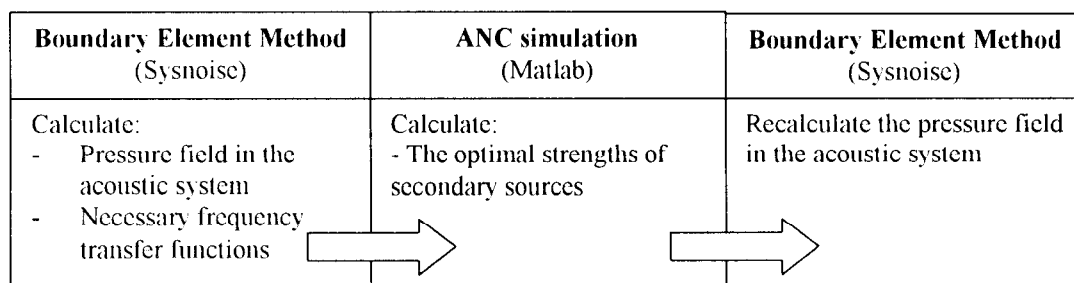 Boundary Element Method
(Sysnoise)
Calculate:
- Pressure field in the
acoustic system
- Necessary frequency
transfer functions
ANC simulation
(Matlab)
Calculate:
- The optimal strengths of
secondary sources
Boundary Element Method
(Sysnoise)
Recalculate the pressure field
in the acoustic system